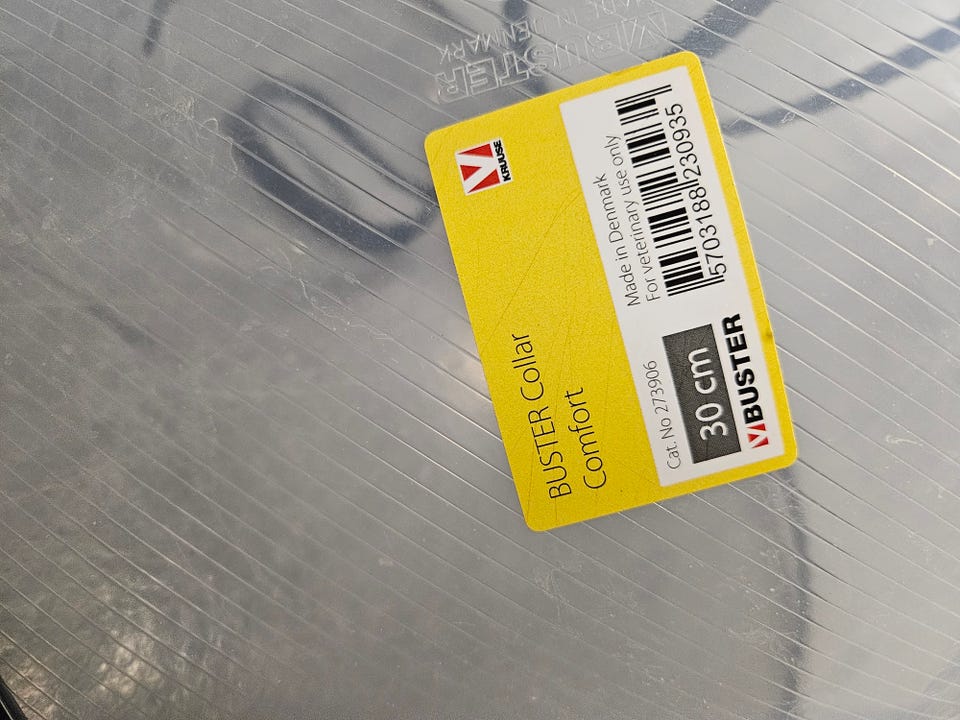 BUSTER
MADE IN DENMARK
KRUUSE
BUSTER Collar
Comfort
Made in Denmark
For veterinary use only
5703188230935
Cat. No 273906
30 cm
BUSTER